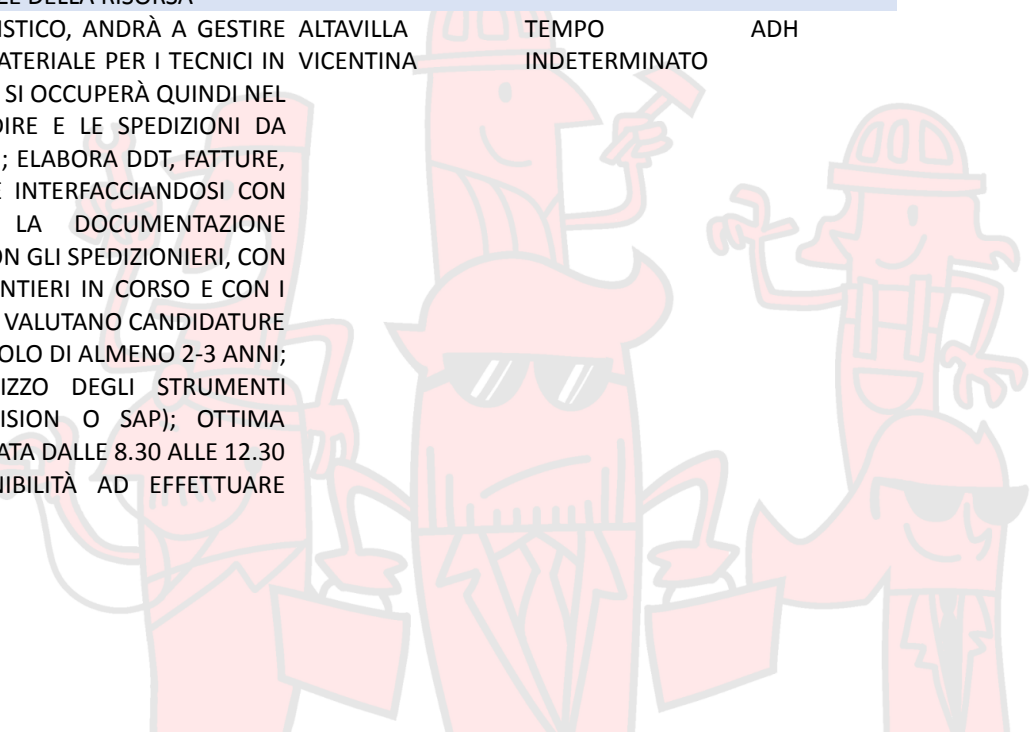 LE DELLA RISORSA
ISTICO, ANDRÀ A GESTIRE ALTAVILLA TEMPO ADH
ATERIALE PER I TECNICI IN VICENTINA INDETERMINATO
SI OCCUPERÀ QUINDI NEL
DIRE E LE SPEDIZIONI DA
; ELABORA DDT, FATTURE,
E INTERFACCIANDOSI CON
LA DOCUMENTAZIONE
ON GLI SPEDIZIONIERI, CON
NTIERI IN CORSO E CON I
VALUTANO CANDIDATURE
OLO DI ALMENO 2-3 ANNI;
IZZO DEGLI STRUMENTI
ISION O SAP); OTTIMA
ATA DALLE 8.30 ALLE 12.30
NIBILITÀ AD EFFETTUARE